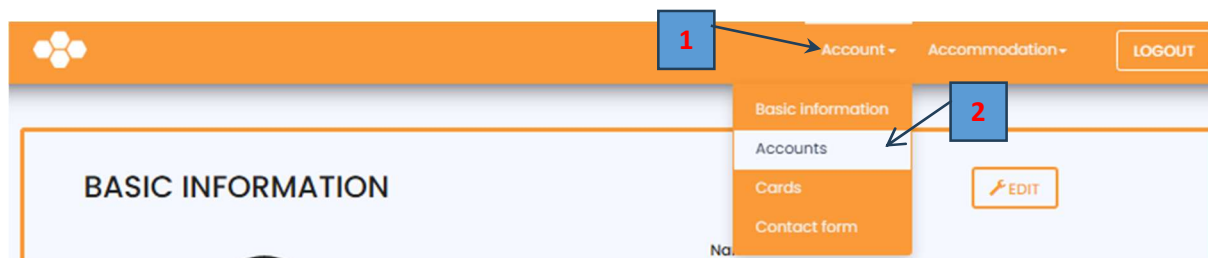 1
Account
Accommodation
LOGOUT
Basic information
2
Accounts
BASIC INFORMATION
Cards
EDIT
Contact form